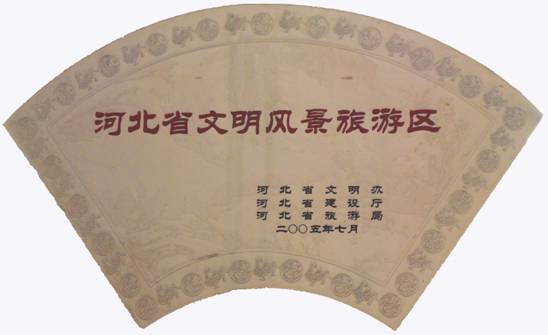 河北省文明风景旅游区
河北省文明办
河北省建设厅
河北省旅游局
二〇〇五年七月